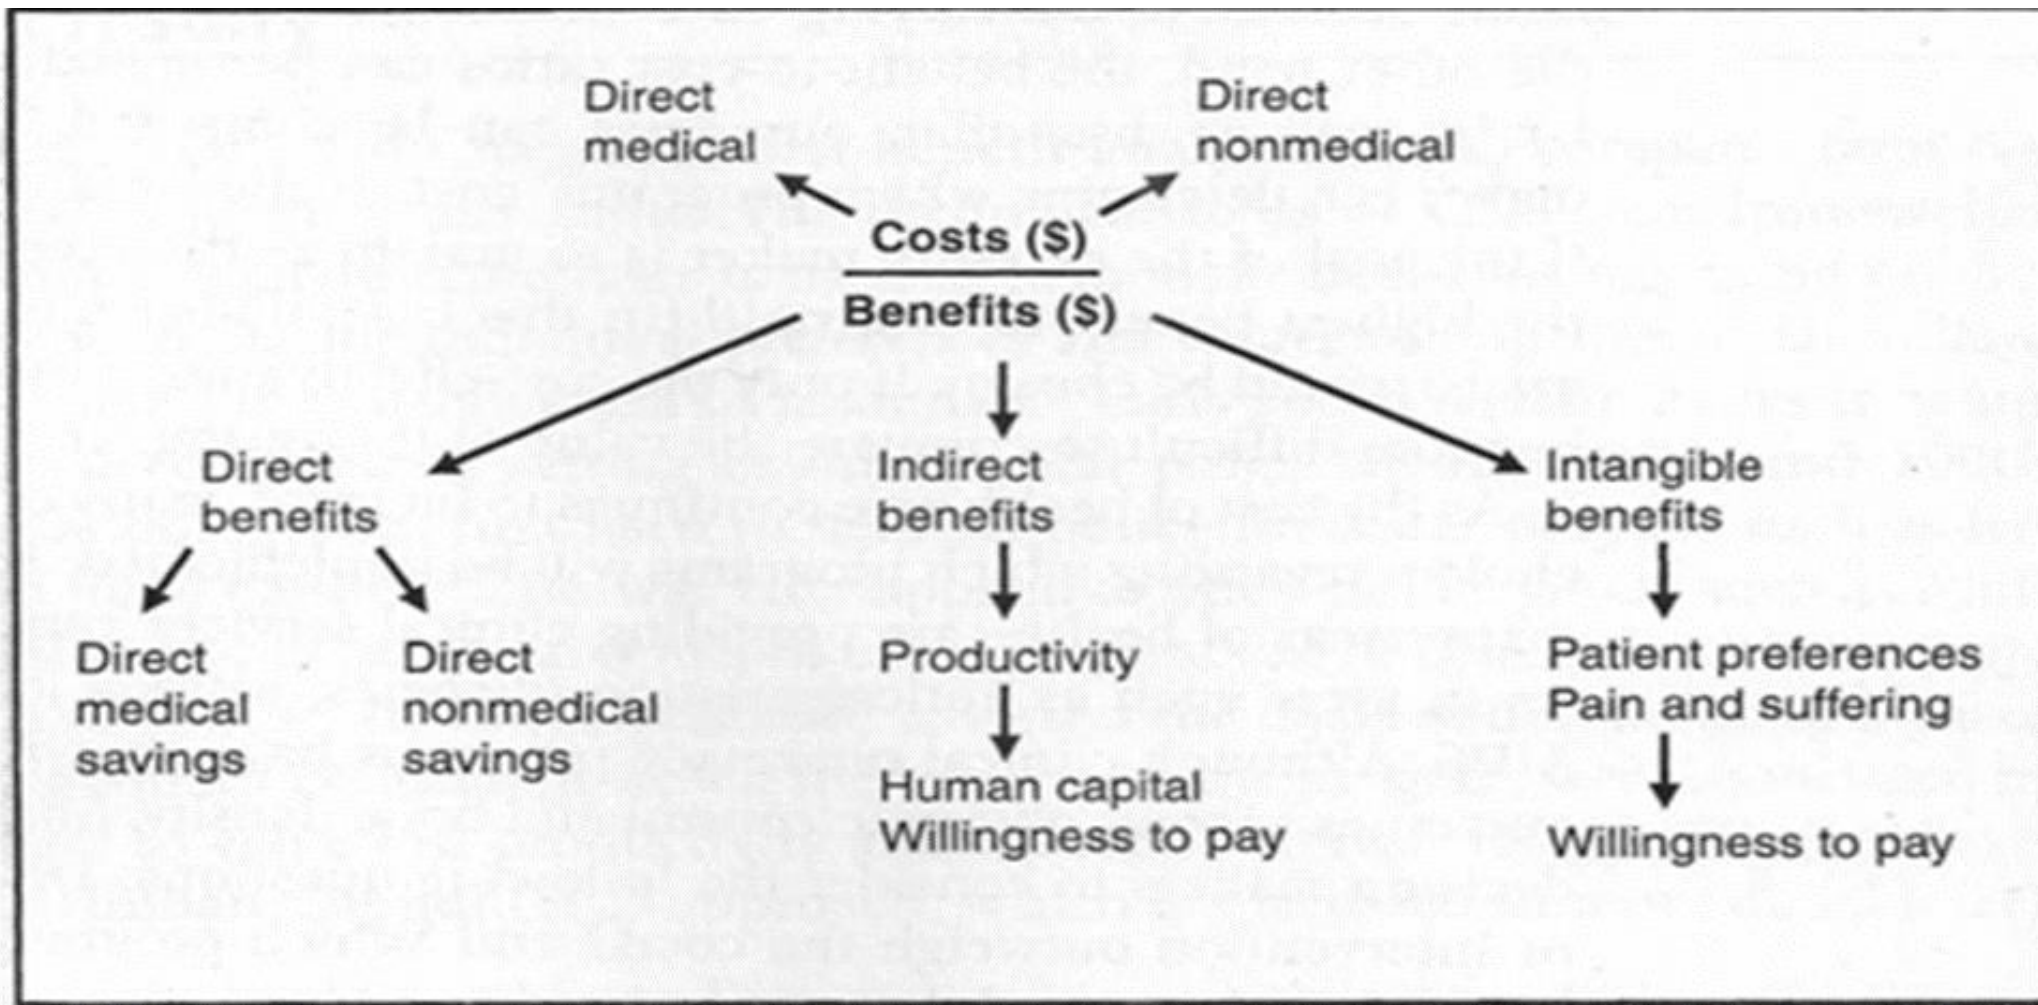 Direct
medical
Direct
nonmedical
Costs ($)
Benefits ($)
Direct
benefits
Indirect
benefits
Intangible
benefits
Direct
medical
savings
Direct
nonmedical
savings
Productivity
Human capital
Willingness to pay
Patient preferences
Pain and suffering
Willingness to pay